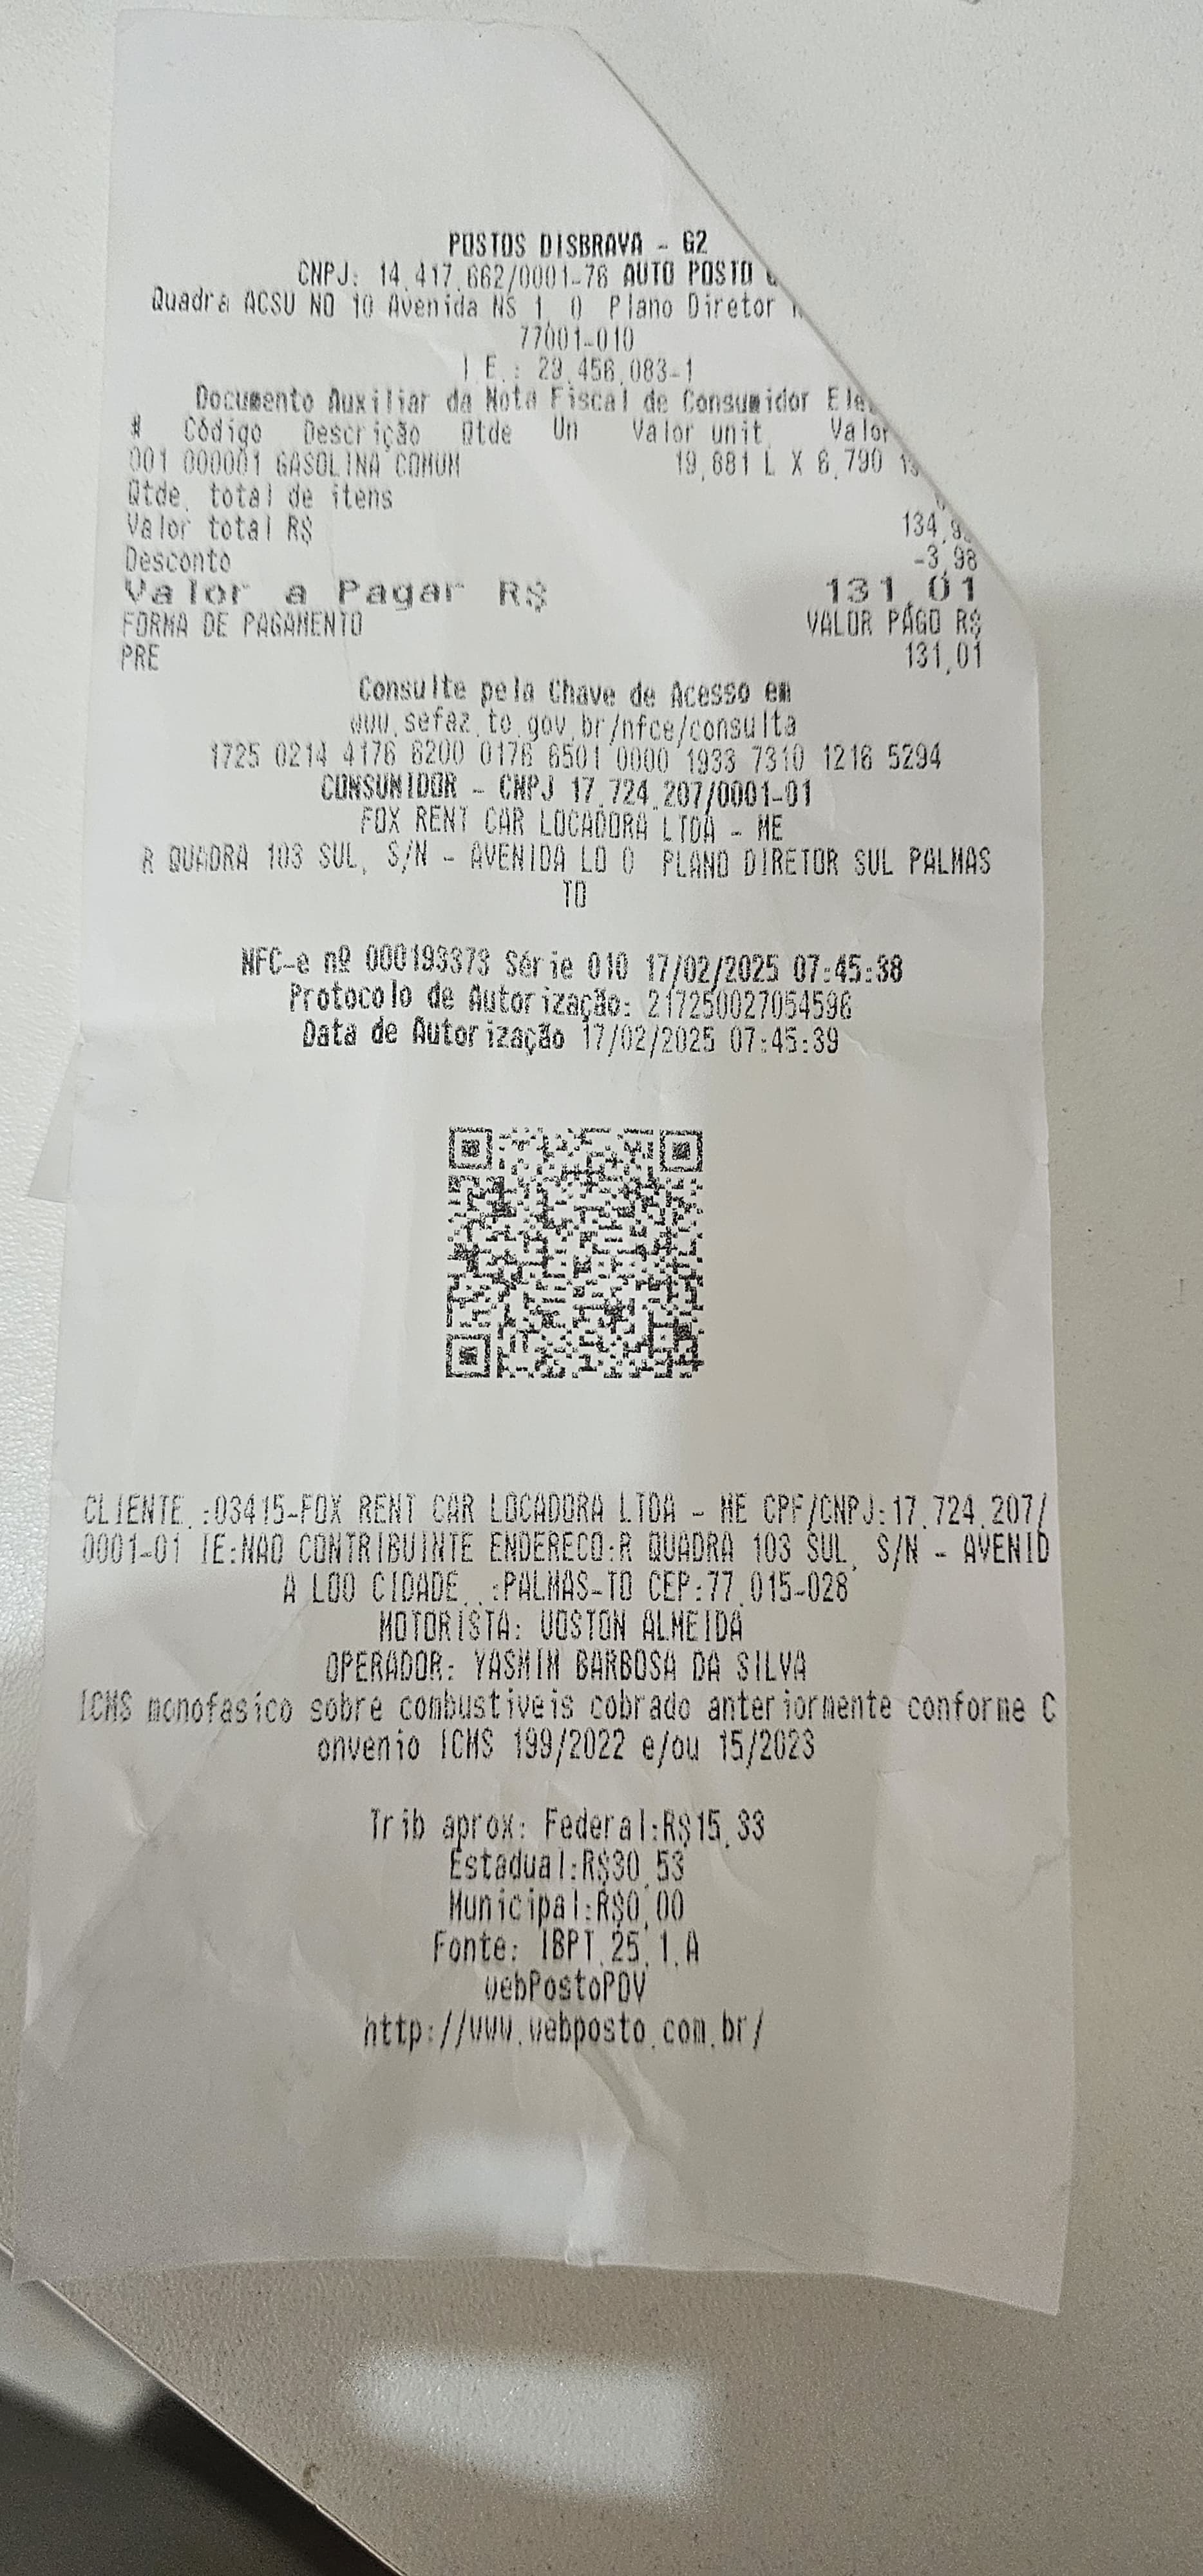 POSTOS DISBRAVA - G2
CNPJ: 14.417.662/0001-76 AUTO POSTO
Quadra ACSU NO 10 Avenida NS 1, 0 Plano Diretor
77001-010
I.E.: 29.456.083-1
Documento Auxiliar da Nota Fiscal de Consumidor
# Código Descrição Qtde Un Valor unit. Valor
001 000001 GASOLINA COMUM 19,881 L X 6,790
Qtde. total de itens
Valor total R$ 134,9
Desconto -3,98
Valor a Pagar R$ 131,01
FORMA DE PAGAMENTO VALOR PAGO R$
PRE 131,01
Consulte pela Chave de Acesso em
www.sefaz.to.gov.br/nfce/consulta
1725 0214 4176 6200 0176 6501 0000 1933 7310 1216 5294
CONSUMIDOR - CNPJ 17.724.207/0001-01
FOX RENT CAR LOCADORA LTDA - ME
R QUADRA 103 SUL, S/N - AVENIDA LO 0 PLANO DIRETOR SUL PALMAS
TO
NFC-e nº 000193373 Série 010 17/02/2025 07:45:38
Protocolo de Autorização: 217250027054596
Data de Autorização 17/02/2025 07:45:39
CLIENTE.:03415-FOX RENT CAR LOCADORA LTDA - ME CPF/CNPJ:17.724.207/
0001-01 IE:NAO CONTRIBUINTE ENDERECO:R QUADRA 103 SUL, S/N - AVENID
A LOO CIDADE..:PALMAS-TO CEP:77.015-028
MOTORISTA: UOSTON ALMEIDA
OPERADOR: YASMIM BARBOSA DA SILVA
ICMS monofasico sobre combustiveis cobrado anteriormente conforme C
onvenio ICMS 199/2022 e/ou 15/2023
Trib aprox: Federal:R$15,33
Estadual:R$30,53
Municipal:R$0,00
Fonte: IBPT.25.1.A
webPostoPDV
http://www.webposto.com.br/